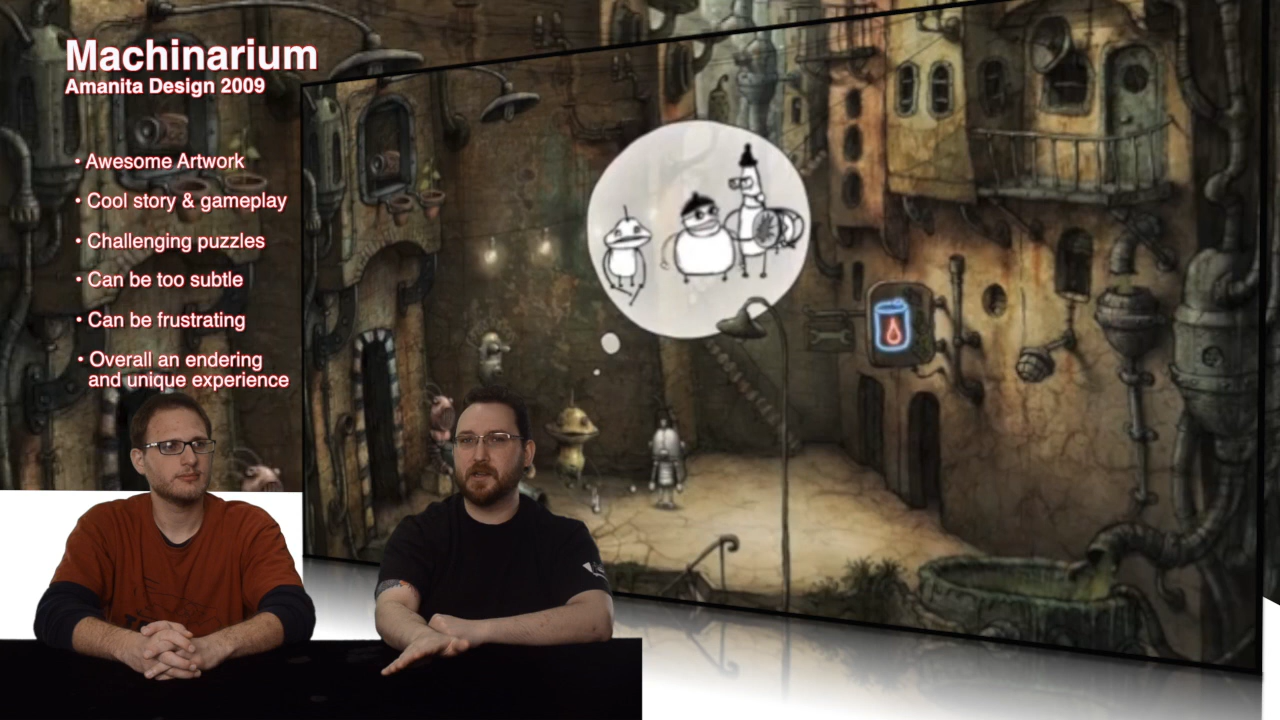 Machinarium
Amanita Design 2009
• Awesome Artwork
• Cool story & gameplay
• Challenging puzzles
• Can be too subtle
• Can be frustrating
• Overall an endering
and unique experience